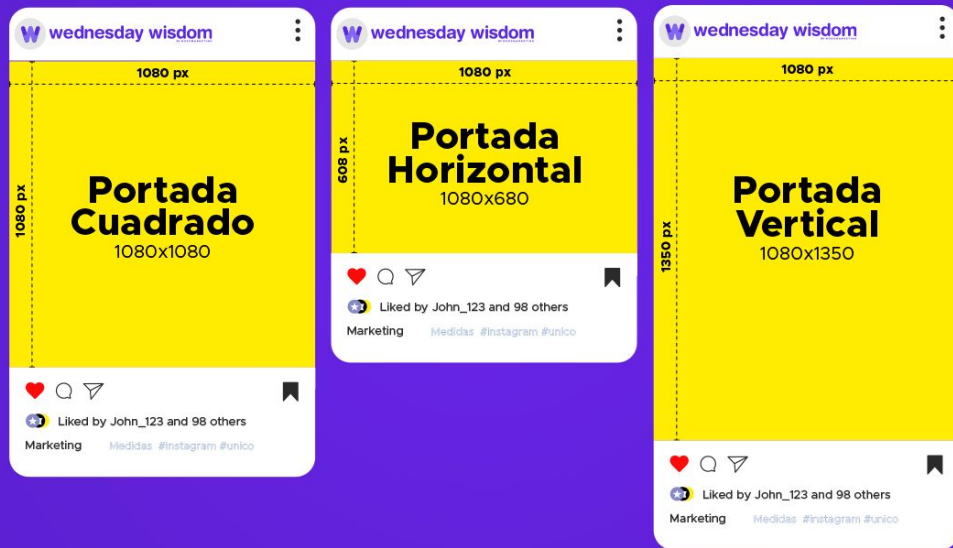 wednesday wisdom
1080 px
1080 px
Portada
Cuadrado
1080x1080
Liked by John_123 and 98 others
Marketing Medidas #instagram #unico
wednesday wisdom
1080 px
608 px
Portada
Horizontal
1080x680
Liked by John_123 and 98 others
Marketing Medidas #instagram #unico
wednesday wisdom
1080 px
1350 px
Portada
Vertical
1080x1350
Liked by John_123 and 98 others
Marketing Medidas #instagram #unico